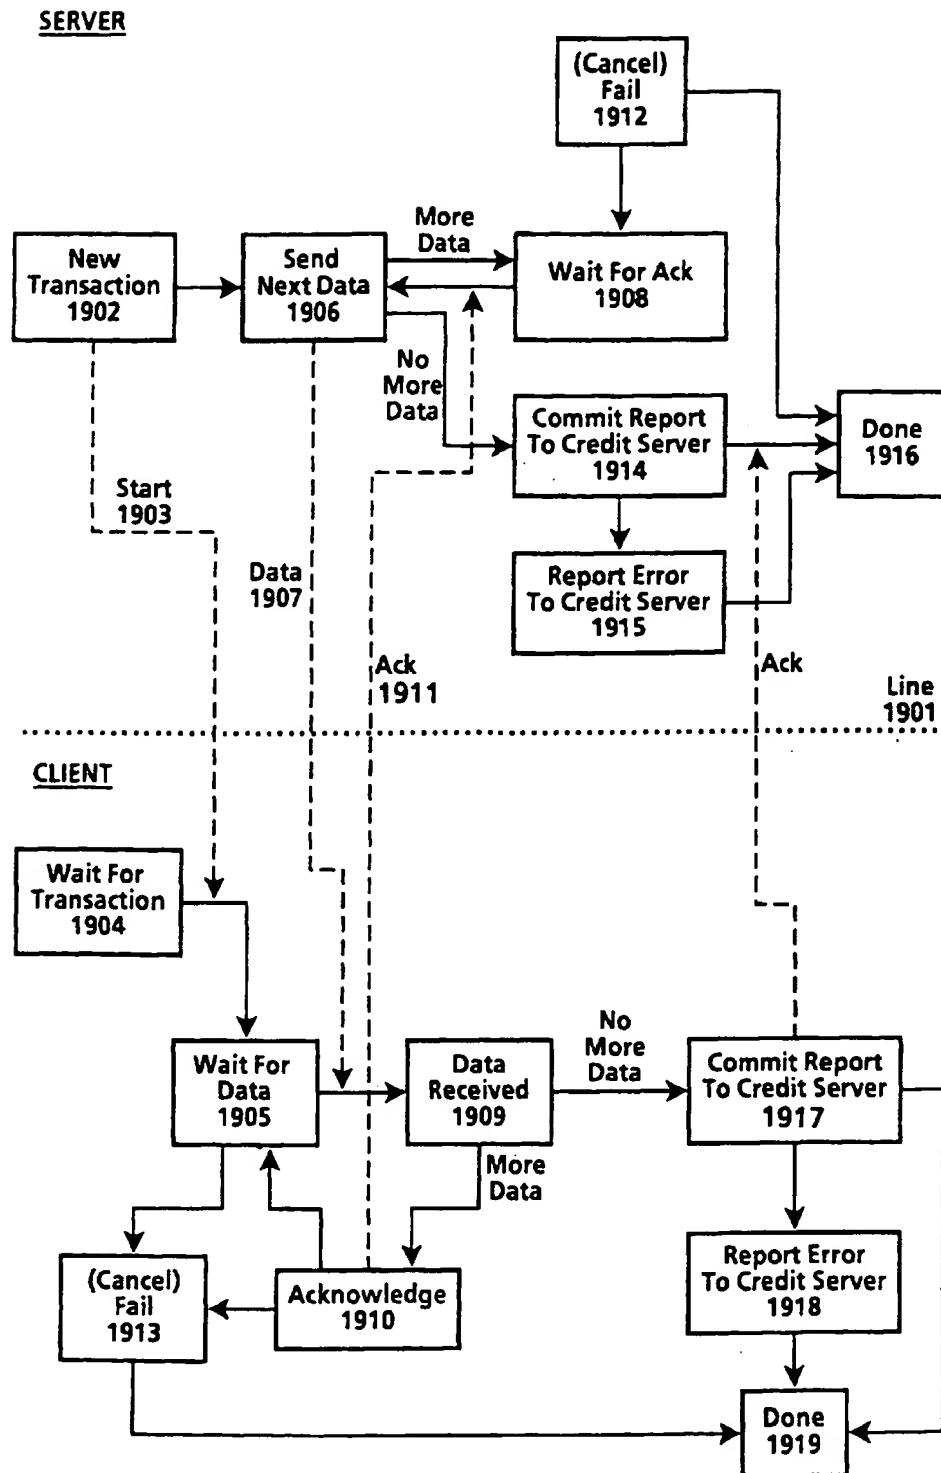 SERVER
(Cancel)
Fail
1912
More
Data
New
Transaction
1902
Send
Next Data
1906
Wait For Ack
1908
No
More
Data
Commit Report
To Credit Server
1914
Done
1916
Start
1903
Data
1907
Report Error
To Credit Server
1915
Ack
1911
Ack
Line
1901
CLIENT
Wait For
Transaction
1904
Wait For
Data
1905
Data
Received
1909
No
More
Data
Commit Report
To Credit Server
1917
More
Data
(Cancel)
Fail
1913
Acknowledge
1910
Report Error
To Credit Server
1918
Done
1919